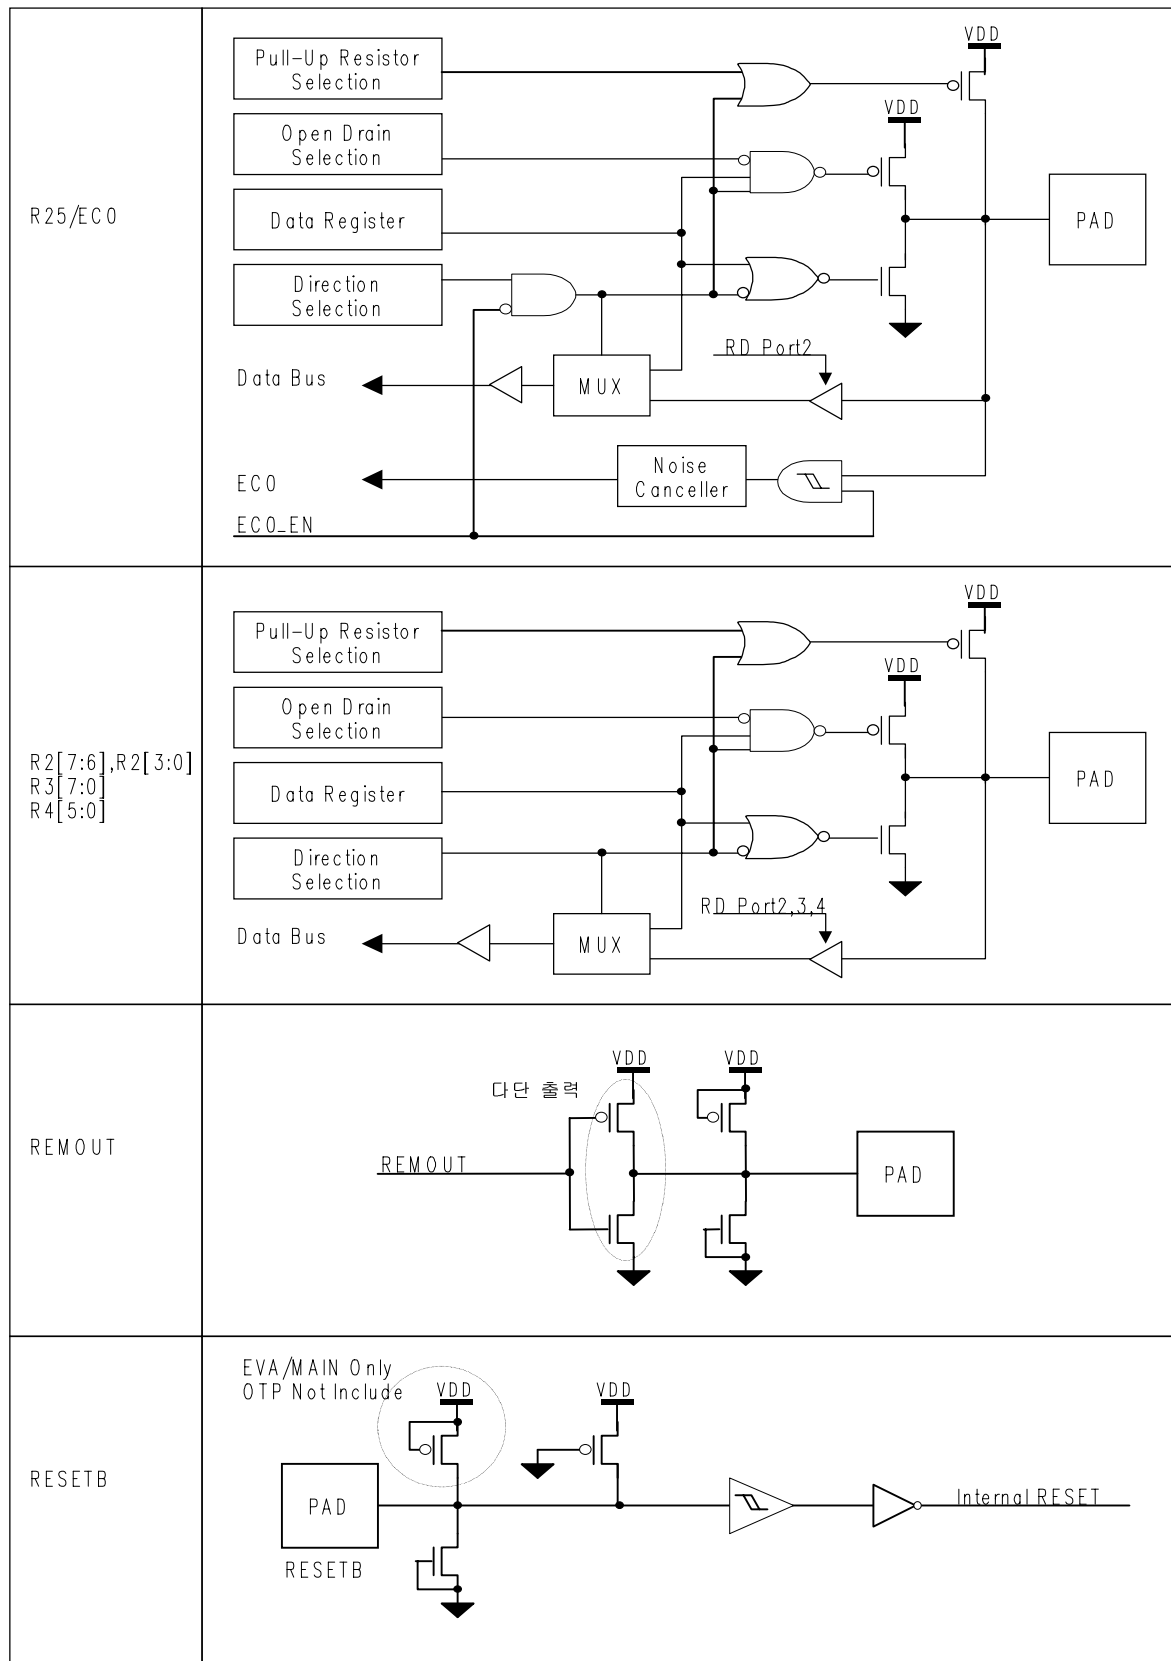 R25/EC0
Pull-Up Resistor
Selection
Open Drain
Selection
Data Register
Direction
Selection
Data Bus
MUX
RD Port2
VDD
VDD
PAD
EC0
Noise
Canceller
EC0_EN
R2[7:6],R2[3:0]
R3[7:0]
R4[5:0]
Pull-Up Resistor
Selection
Open Drain
Selection
Data Register
Direction
Selection
Data Bus
MUX
RD Port2,3,4
VDD
VDD
PAD
REMOUT
다단 출력
VDD
VDD
REMOUT
PAD
RESETB
EVA/MAIN Only
OTP Not Include
VDD
VDD
PAD
RESETB
Internal RESET